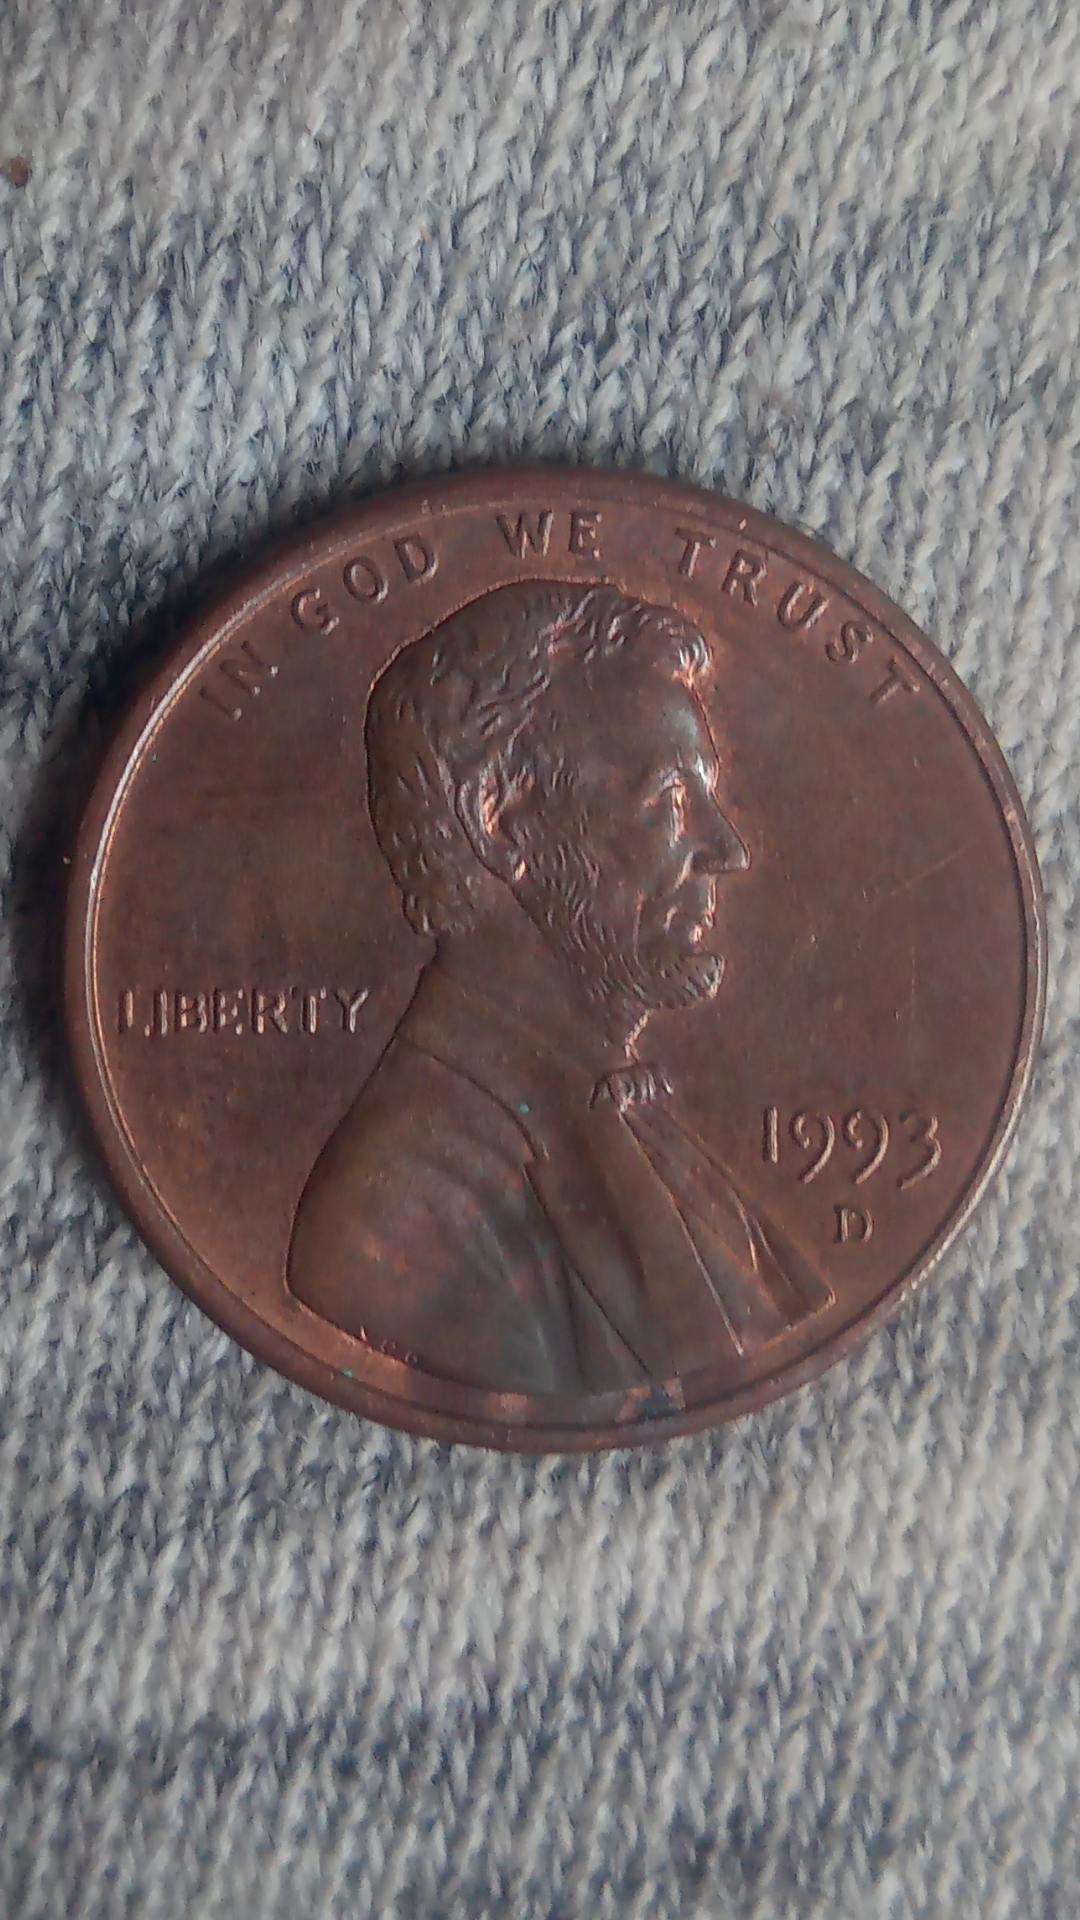 IN GOD WE TRUST
LIBERTY
1993
D